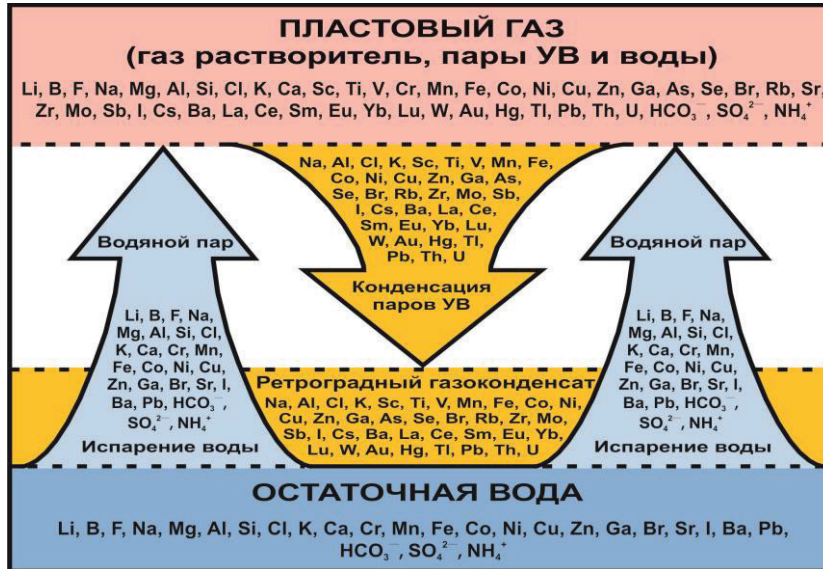 ПЛАСТОВЫЙ ГАЗ
(газ растворитель, пары УВ и воды)
Li, B, F, Na, Mg, Al, Si, Cl, K, Ca, Sc, Ti, V, Cr, Mn, Fe, Co, Ni, Cu, Zn, Ga, As, Se, Br, Rb, Sr,
Zr, Mo, Sb, I, Cs, Ba, La, Ce, Sm, Eu, Yb, Lu, W, Au, Hg, Tl, Pb, Th, U, HCO₃⁻, SO₄²⁻, NH₄⁺
Водяной пар
Li, B, F, Na,
Mg, Al, Si, Cl,
K, Ca, Cr, Mn,
Fe, Co, Ni, Cu,
Zn, Ga, Br, Sr, I,
Ba, Pb, HCO₃⁻,
SO₄²⁻, NH₄⁺
Испарение воды
Na, Al, Cl, K, Sc, Ti, V, Mn, Fe,
Co, Ni, Cu, Zn, Ga, As,
Se, Br, Rb, Zr, Mo, Sb,
I, Cs, Ba, La, Ce,
Sm, Eu, Yb, Lu,
W, Au, Hg, Tl,
Pb, Th, U
Конденсация
паров УВ
Ретроградный газоконденсат
Na, Al, Cl, K, Sc, Ti, V, Mn, Fe, Co, Ni,
Cu, Zn, Ga, As, Se, Br, Rb, Zr, Mo,
Sb, I, Cs, Ba, La, Ce, Sm, Eu, Yb,
Lu, W, Au, Hg, Tl, Pb, Th, U
Водяной пар
Li, B, F, Na,
Mg, Al, Si, Cl,
K, Ca, Cr, Mn,
Fe, Co, Ni, Cu,
Zn, Ga, Br, Sr, I,
Ba, Pb, HCO₃⁻,
SO₄²⁻, NH₄⁺
Испарение воды
ОСТАТОЧНАЯ ВОДА
Li, B, F, Na, Mg, Al, Si, Cl, K, Ca, Cr, Mn, Fe, Co, Ni, Cu, Zn, Ga, Br, Sr, I, Ba, Pb,
HCO₃⁻, SO₄²⁻, NH₄⁺